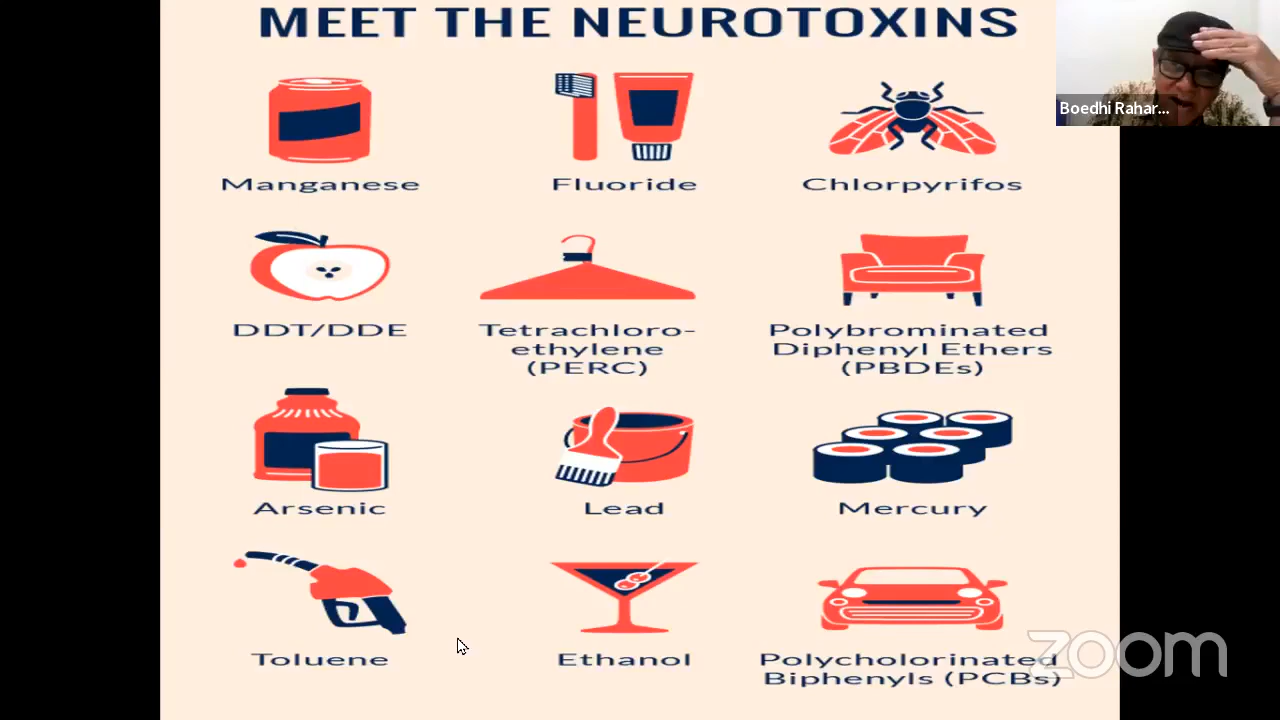 MEET THE NEUROTOXINS
Boedhi Rahar...
Manganese
Fluoride
Chlorpyrifos
DDT/DDE
Tetrachloro-
ethylene
(PERC)
Polybrominated
Diphenyl Ethers
(PBDEs)
Arsenic
Lead
Mercury
Toluene
Ethanol
Polycholorinated
Biphenyls (PCBs)
zoom